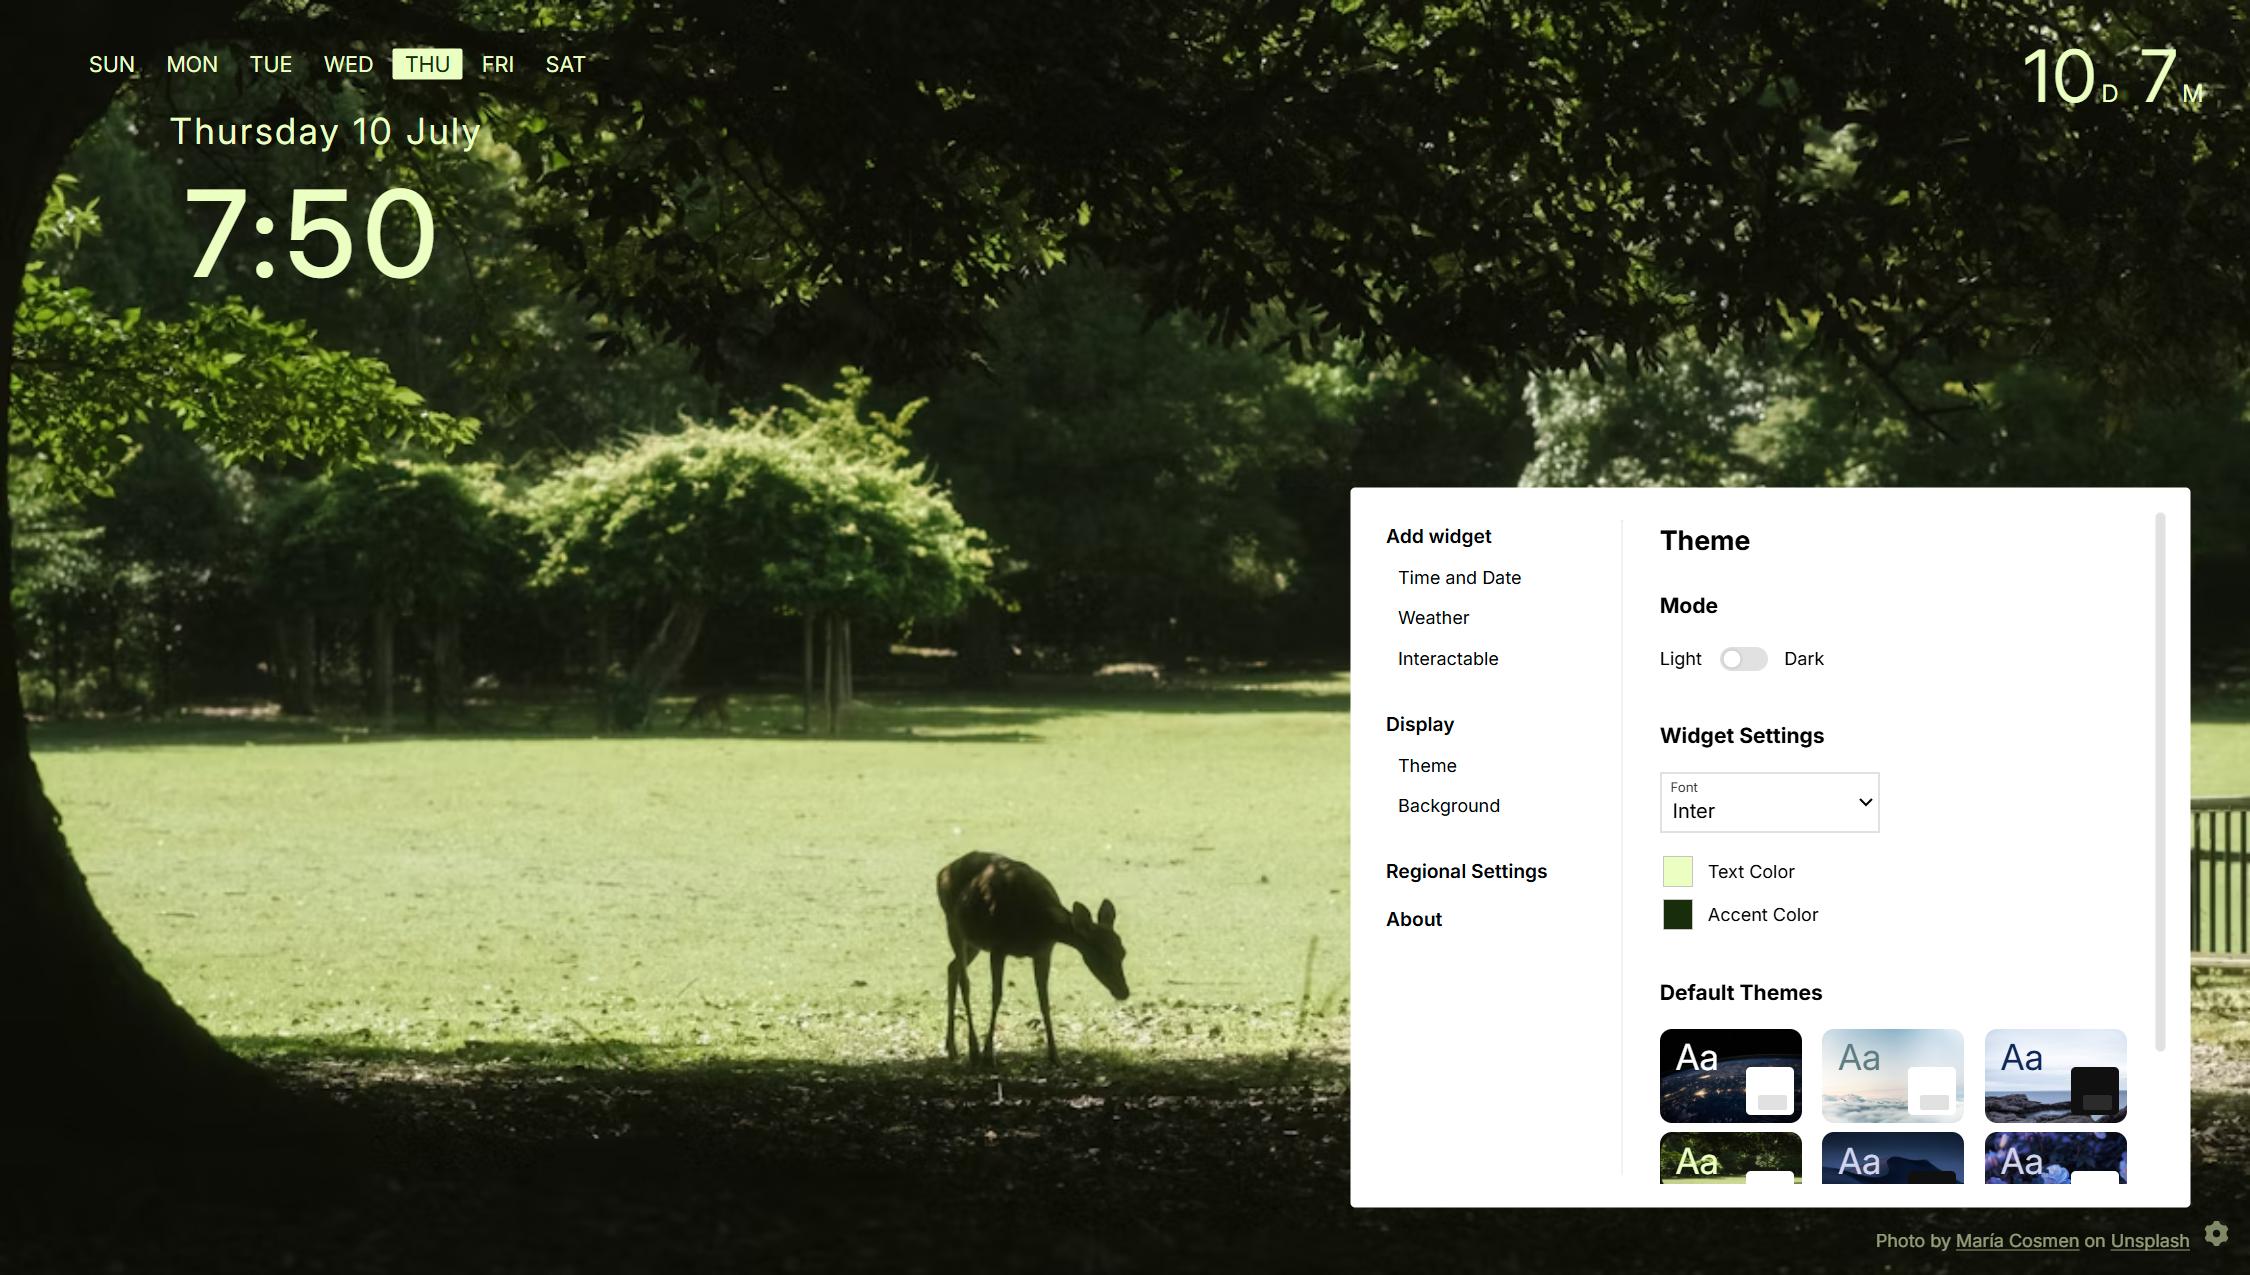 SUN MON TUE WED THU FRI SAT
Thursday 10 July
7:50
10 D 7 M
Add widget
Time and Date
Weather
Interactable
Display
Theme
Background
Regional Settings
About
Theme
Mode
Light Dark
Widget Settings
Font
Inter
Text Color
Accent Color
Default Themes
Aa Aa Aa
Aa Aa Aa
Photo by María Cosmen on Unsplash